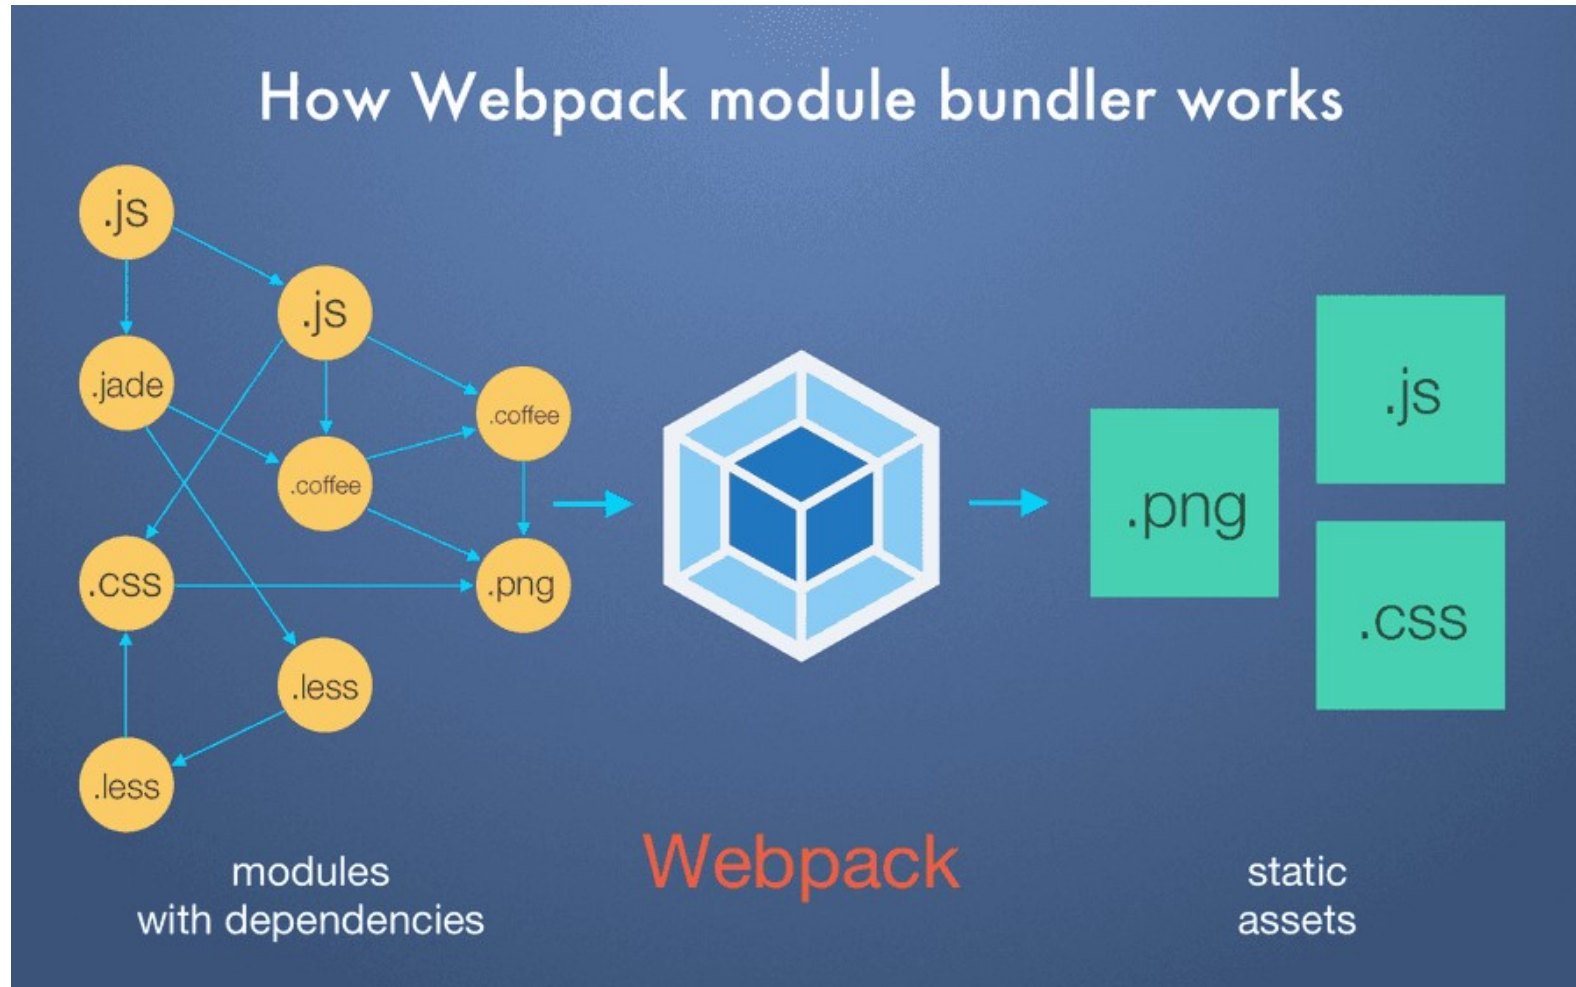 How Webpack module bundler works
.js
.js
.jade
.coffee
.coffee
.css
.png
.less
.less
modules
with dependencies
Webpack
.js
.png
.css
static
assets